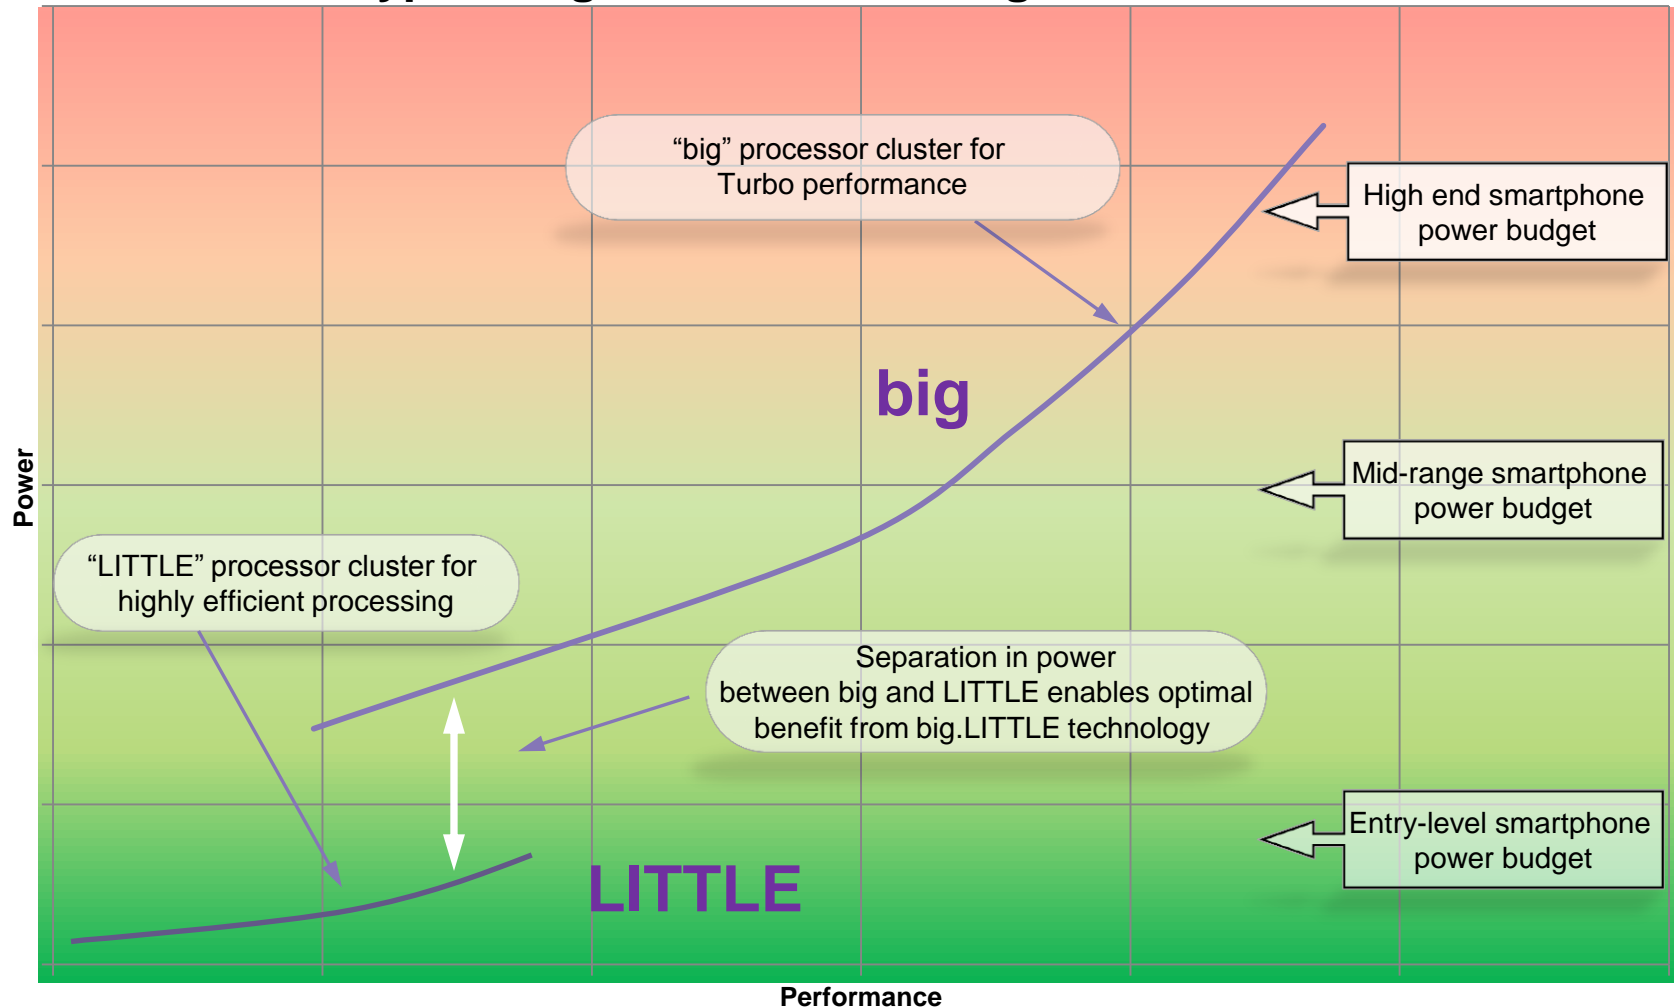 “big” processor cluster for
Turbo performance
High end smartphone
power budget
big
Mid-range smartphone
power budget
Power
“LITTLE” processor cluster for
highly efficient processing
Separation in power
between big and LITTLE enables optimal
benefit from big.LITTLE technology
Entry-level smartphone
power budget
LITTLE
Performance